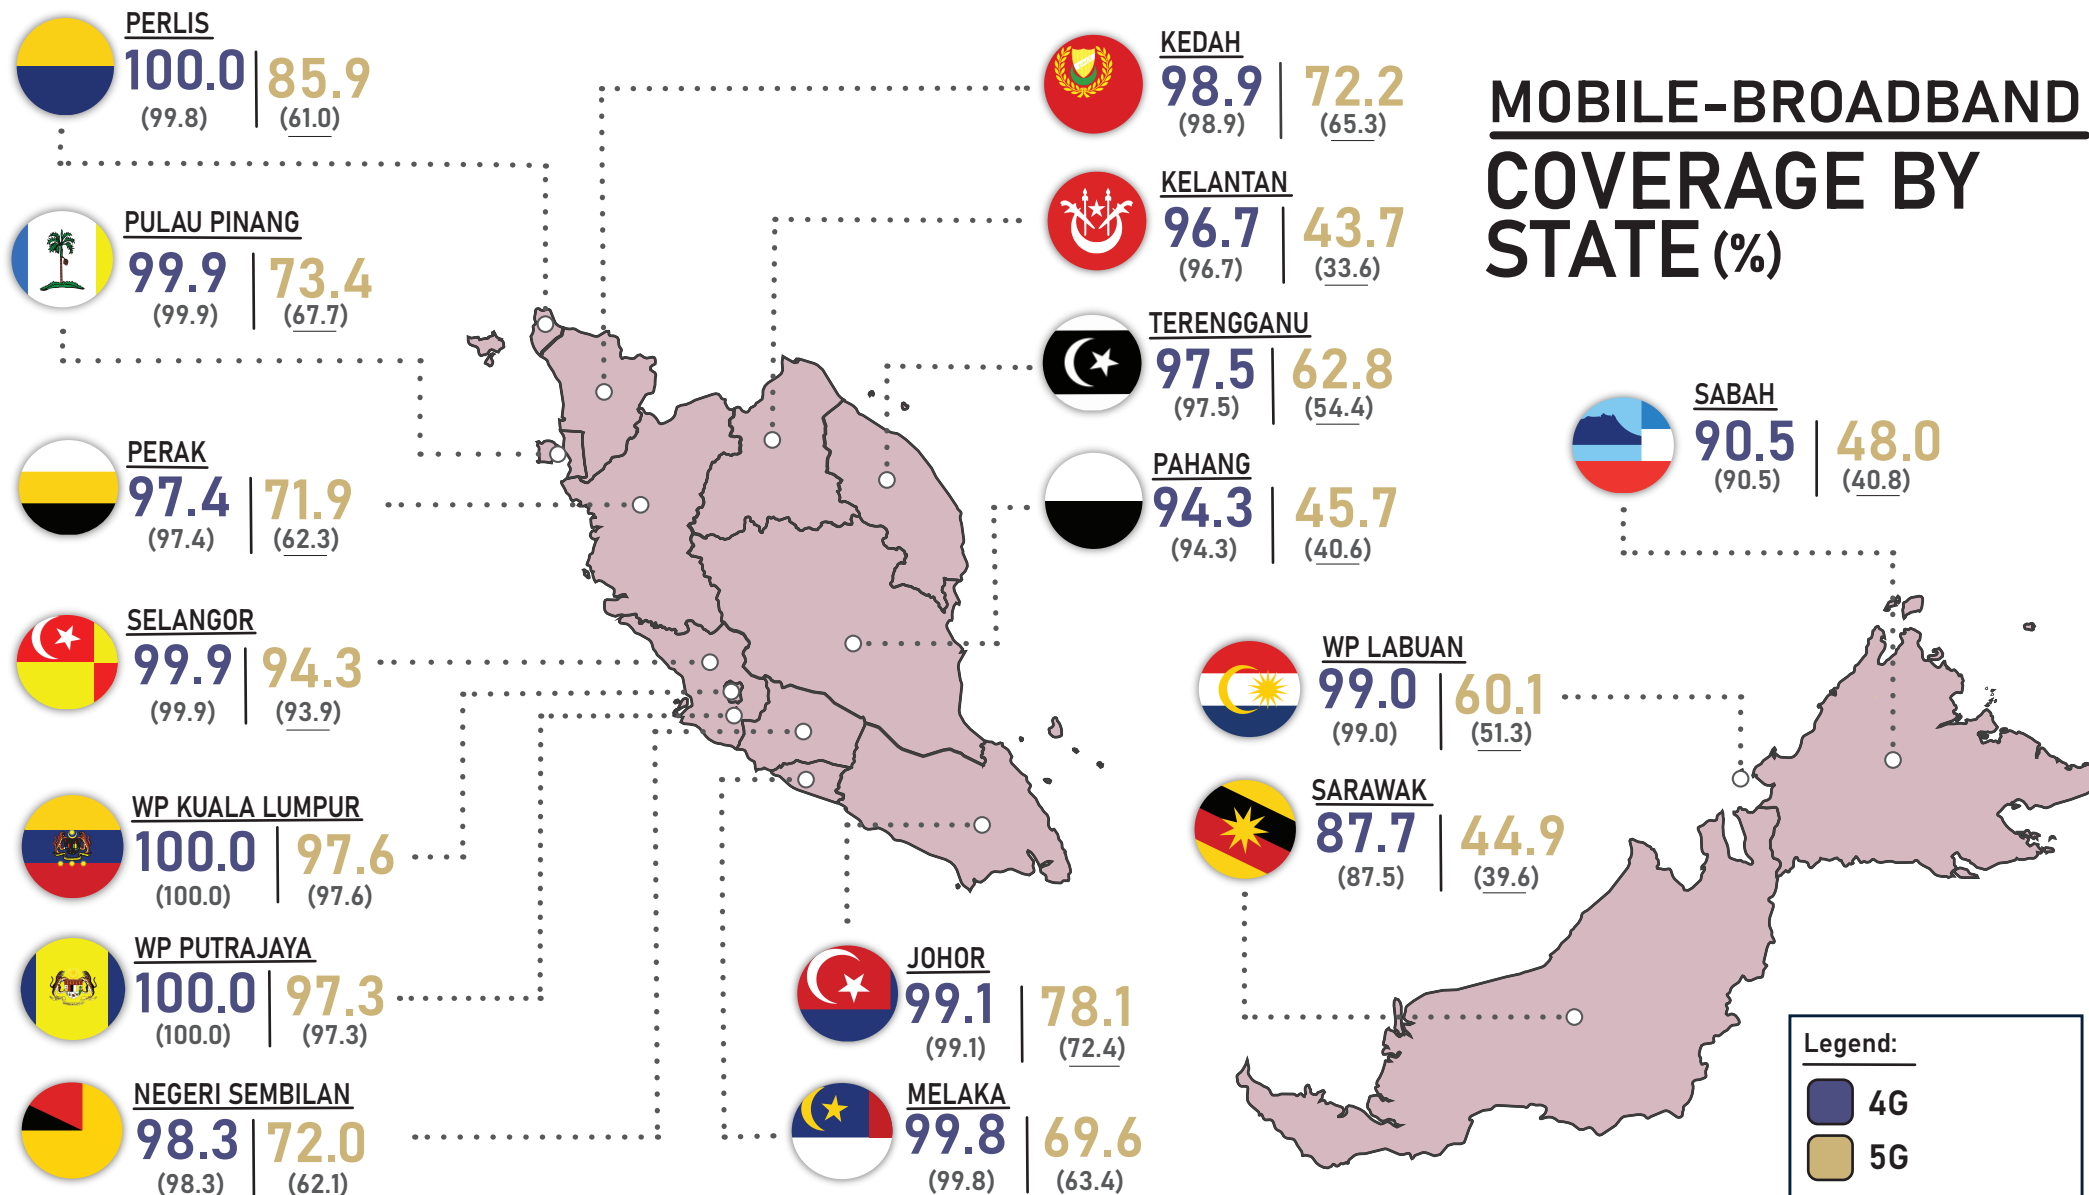 MOBILE-BROADBAND
COVERAGE BY
STATE (%)
PERLIS
100.0 85.9
(99.8) (61.0)
PULAU PINANG
99.9 73.4
(99.9) (67.7)
PERAK
97.4 71.9
(97.4) (62.3)
SELANGOR
99.9 94.3
(99.9) (93.9)
WP KUALA LUMPUR
100.0 97.6
(100.0) (97.6)
WP PUTRAJAYA
100.0 97.3
(100.0) (97.3)
NEGERI SEMBILAN
98.3 72.0
(98.3) (62.1)
KEDAH
98.9 72.2
(98.9) (65.3)
KELANTAN
96.7 43.7
(96.7) (33.6)
TERENGGANU
97.5 62.8
(97.5) (54.4)
PAHANG
94.3 45.7
(94.3) (40.6)
JOHOR
99.1 78.1
(99.1) (72.4)
MELAKA
99.8 69.6
(99.8) (63.4)
SABAH
90.5 48.0
(90.5) (40.8)
WP LABUAN
99.0 60.1
(99.0) (51.3)
SARAWAK
87.7 44.9
(87.5) (39.6)
Legend:
4G
5G